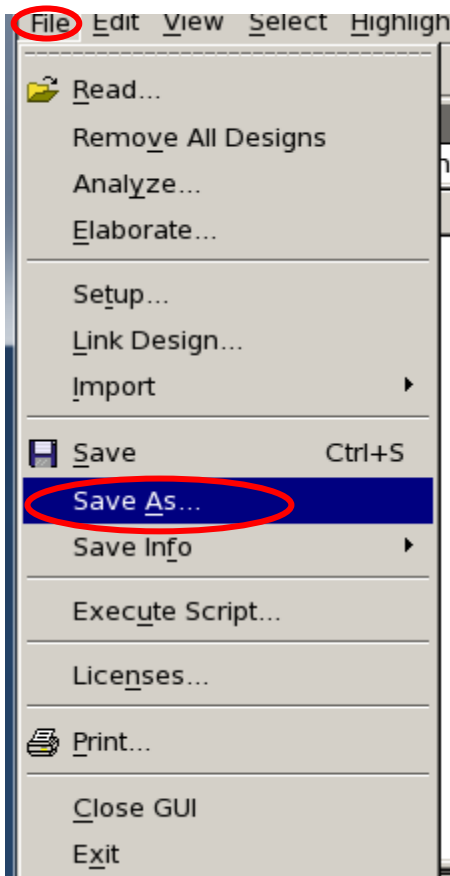 File Edit View Select Highligh
Read...
Remove All Designs
Analyze...
Elaborate...
Setup...
Link Design...
Import
Save Ctrl+S
Save As...
Save Info
Execute Script...
Licenses...
Print...
Close GUI
Exit